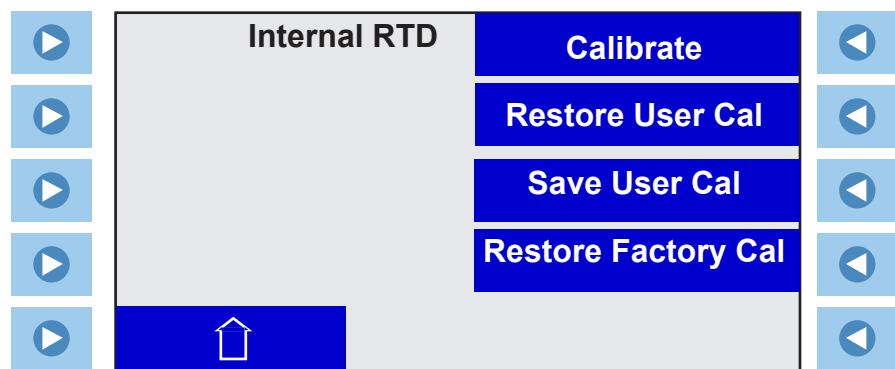 Internal RTD
Calibrate
Restore User Cal
Save User Cal
Restore Factory Cal